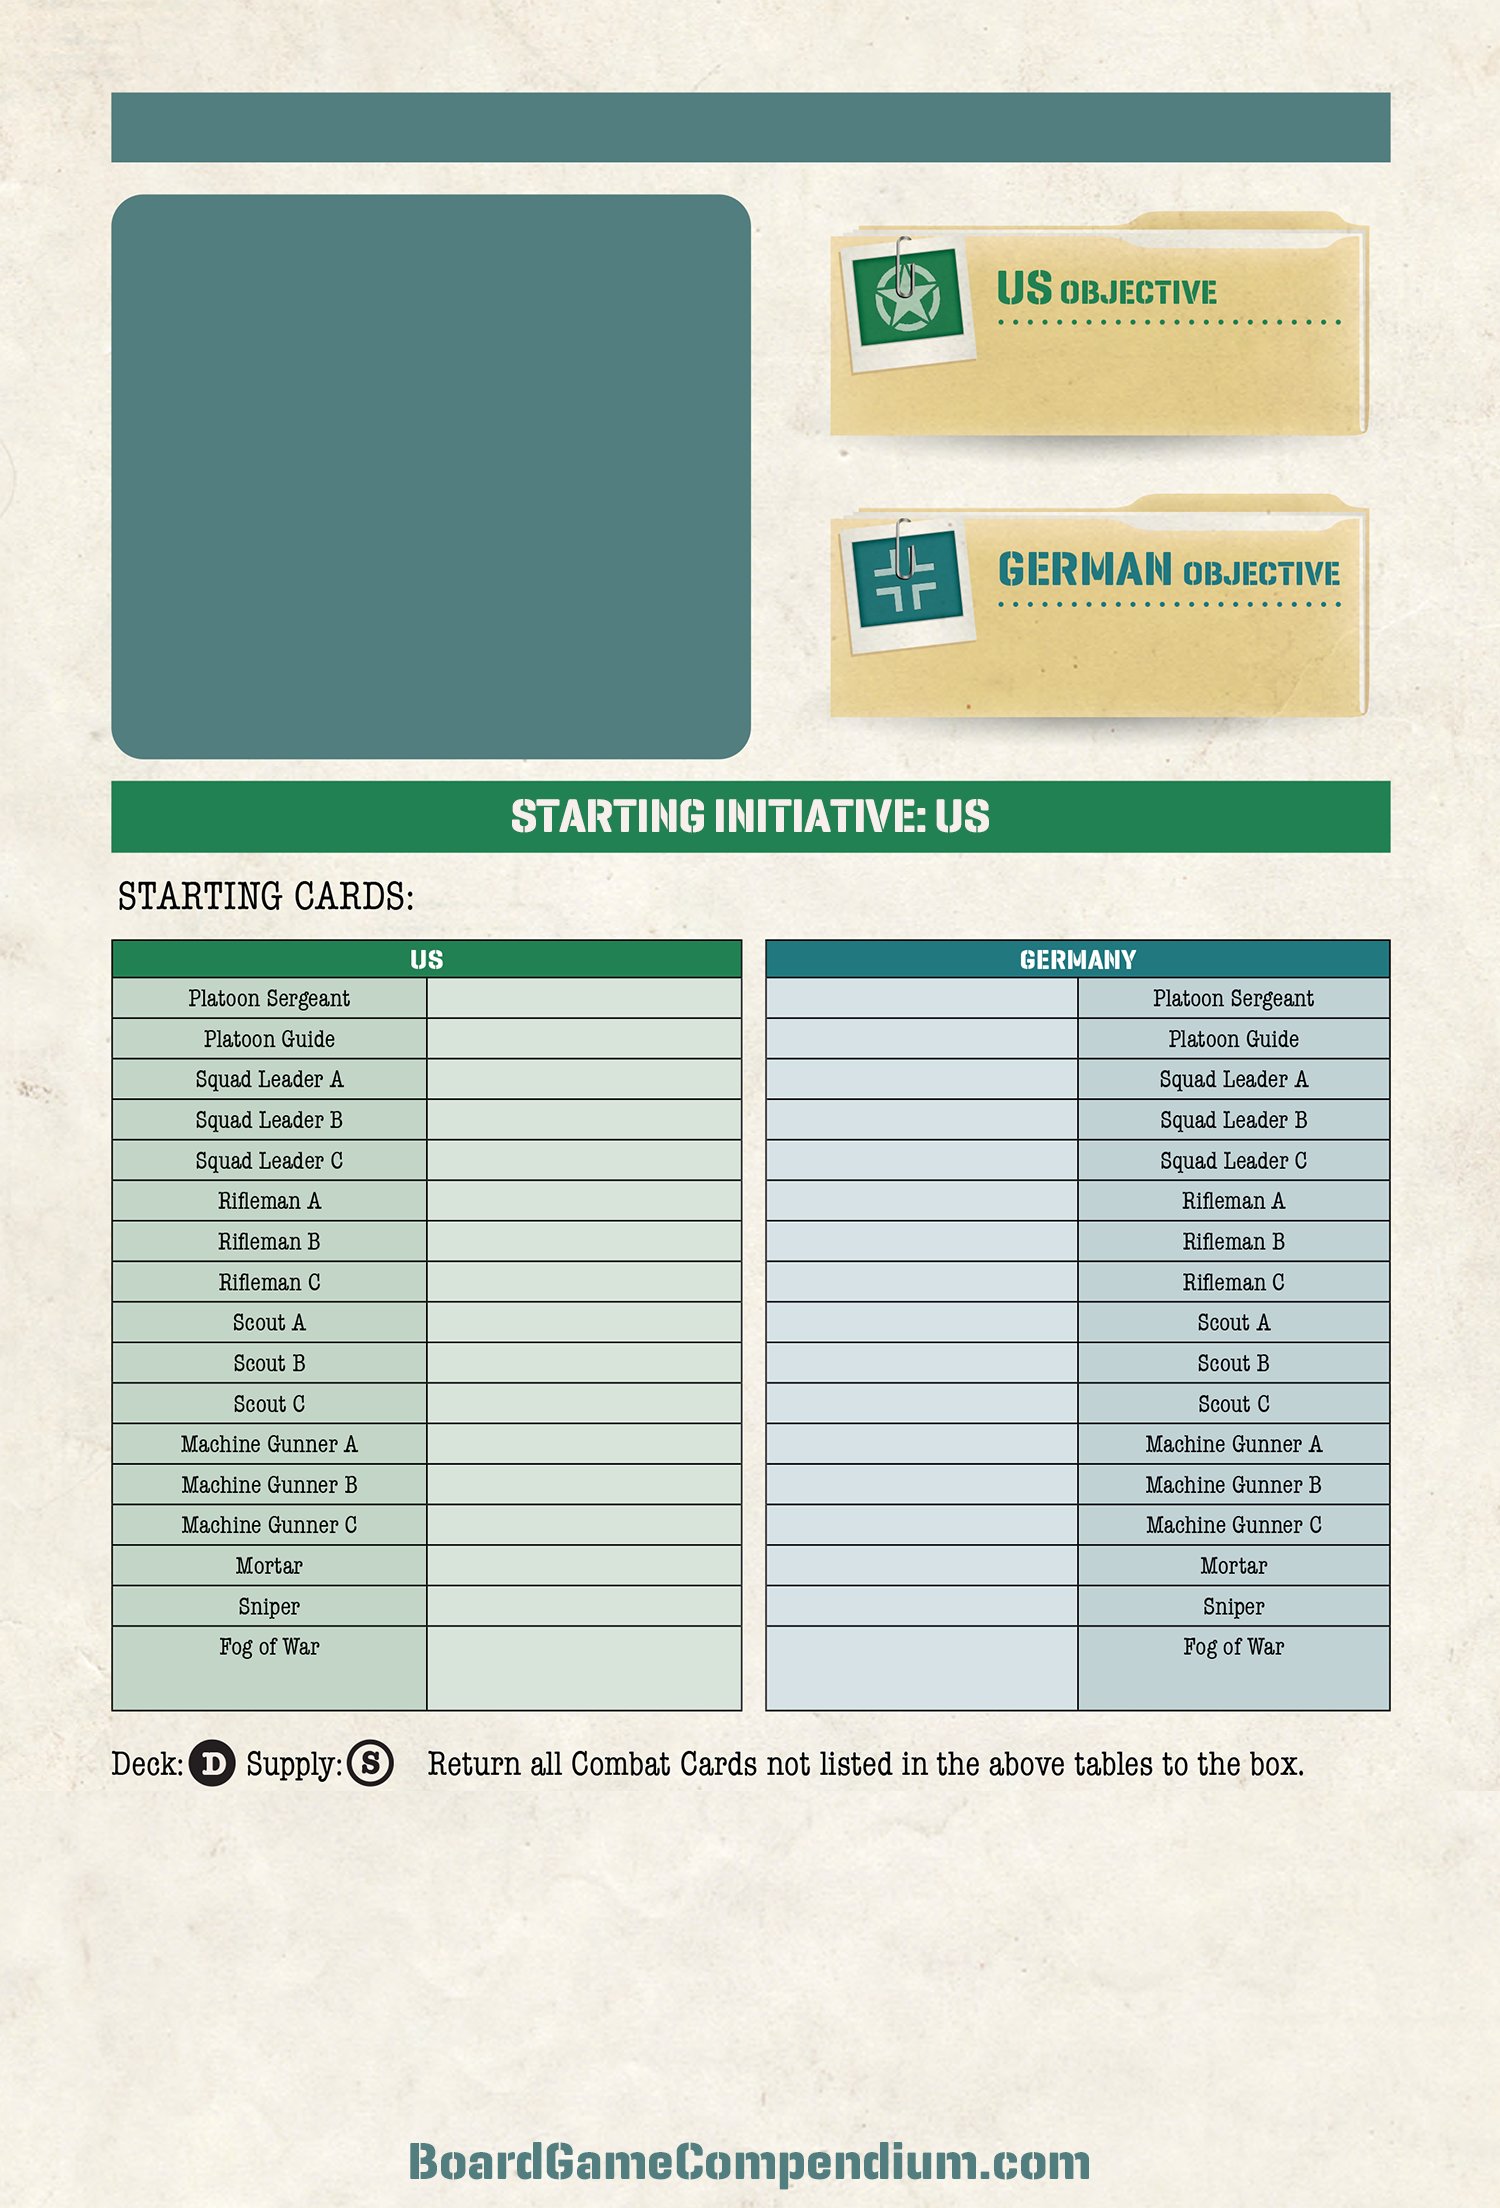 US OBJECTIVE
GERMAN OBJECTIVE
STARTING INITIATIVE: US
STARTING CARDS:
US
Platoon Sergeant
Platoon Guide
Squad Leader A
Squad Leader B
Squad Leader C
Rifleman A
Rifleman B
Rifleman C
Scout A
Scout B
Scout C
Machine Gunner A
Machine Gunner B
Machine Gunner C
Mortar
Sniper
Fog of War
GERMANY
Platoon Sergeant
Platoon Guide
Squad Leader A
Squad Leader B
Squad Leader C
Rifleman A
Rifleman B
Rifleman C
Scout A
Scout B
Scout C
Machine Gunner A
Machine Gunner B
Machine Gunner C
Mortar
Sniper
Fog of War
Deck: D Supply: S Return all Combat Cards not listed in the above tables to the box.
BoardGameCompendium.com